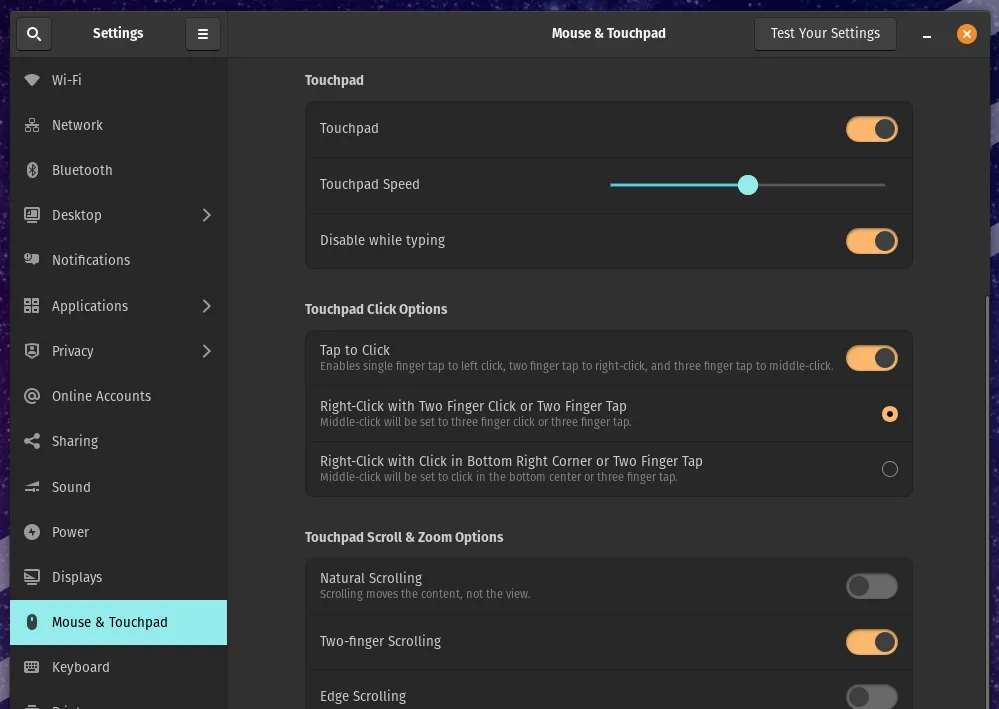 Settings
Mouse & Touchpad
Test Your Settings
Wi-Fi
Network
Bluetooth
Desktop
Notifications
Applications
Privacy
Online Accounts
Sharing
Sound
Power
Displays
Mouse & Touchpad
Keyboard
Touchpad
Touchpad
Touchpad Speed
Disable while typing
Touchpad Click Options
Tap to Click
Enables single finger tap to left click, two finger tap to right-click, and three finger tap to middle-click.
Right-Click with Two Finger Click or Two Finger Tap
Middle-click will be set to three finger click or three finger tap.
Right-Click with Click in Bottom Right Corner or Two Finger Tap
Middle-click will be set to click in the bottom center or three finger tap.
Touchpad Scroll & Zoom Options
Natural Scrolling
Scrolling moves the content, not the view.
Two-finger Scrolling
Edge Scrolling